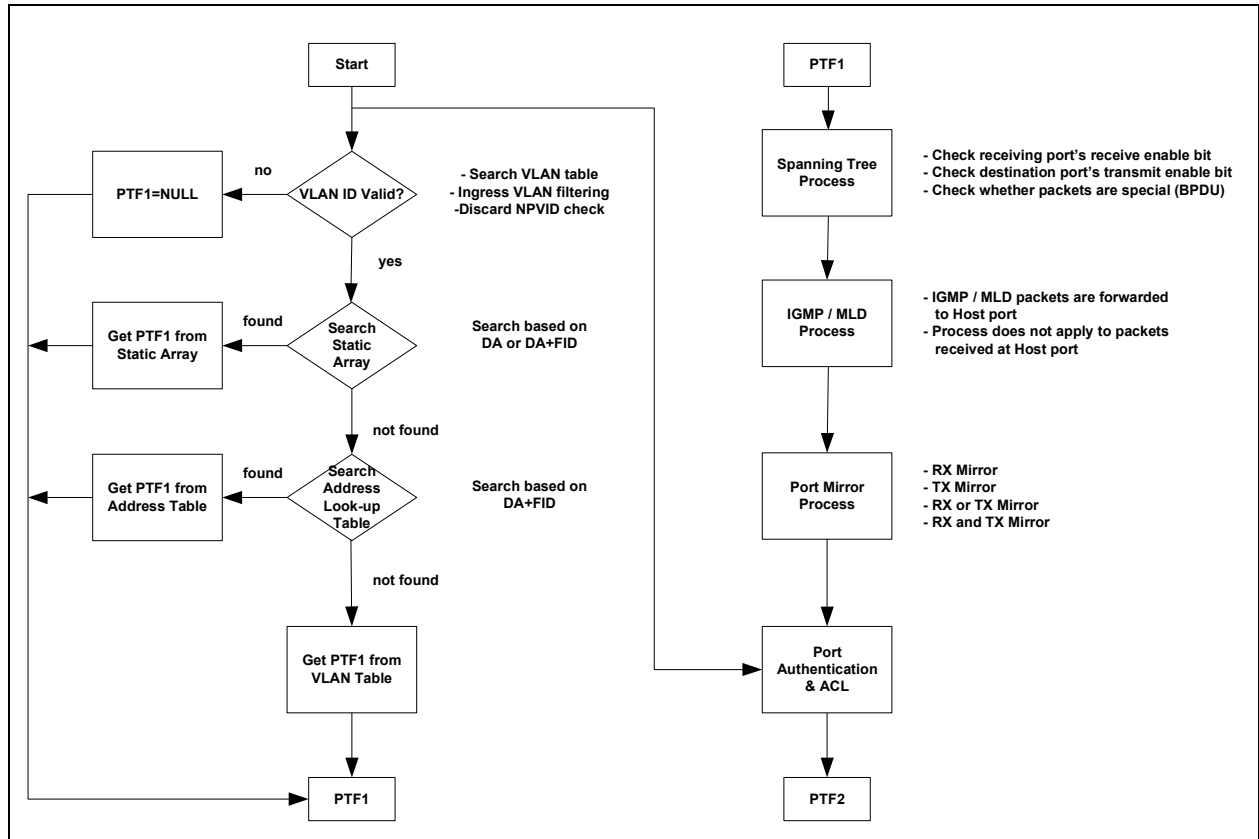 Start
no
VLAN ID Valid?
PTF1=NULL
- Search VLAN table
- Ingress VLAN filtering
-Discard NPVID check
yes
found
Get PTF1 from
Static Array
Search
Static
Array
Search based on
DA or DA+FID
not found
found
Get PTF1 from
Address Table
Search
Address
Look-up
Table
Search based on
DA+FID
not found
Get PTF1 from
VLAN Table
PTF1
PTF1
Spanning Tree
Process
- Check receiving port’s receive enable bit
- Check destination port’s transmit enable bit
- Check whether packets are special (BPDU)
IGMP / MLD
Process
- IGMP / MLD packets are forwarded
to Host port
- Process does not apply to packets
received at Host port
Port Mirror
Process
- RX Mirror
- TX Mirror
- RX or TX Mirror
- RX and TX Mirror
Port
Authentication
& ACL
PTF2